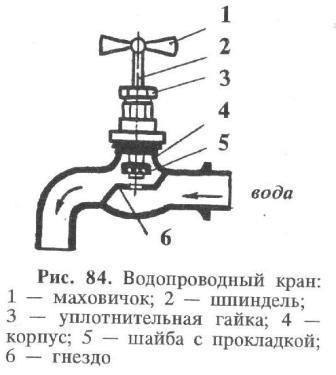 1
2
3
4
5
вода
6
Рис. 84. Водопроводный кран:
1 — маховичок; 2 — шпиндель;
3 — уплотнительная гайка; 4 —
корпус; 5 — шайба с прокладкой;
6 — гнездо